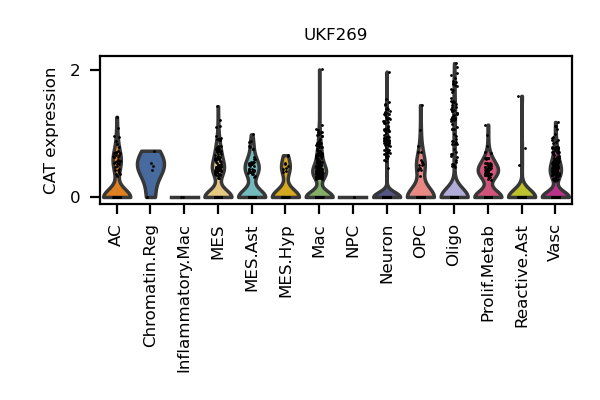 UKF269
CAT expression
2
0
AC
Chromatin.Reg
Inflammatory.Mac
MES
MES.Ast
MES.Hyp
Mac
NPC
Neuron
OPC
Oligo
Prolif.Metab
Reactive.Ast
Vasc